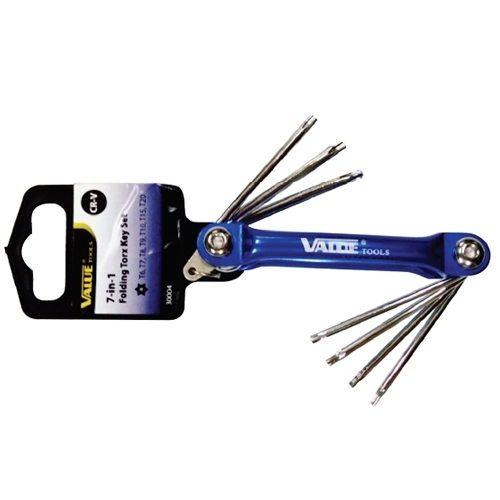 VALUE®
TOOLS
7-in-1
Folding Torx Key Set
T6,T7,T8,T9,T10,T15,T20
CR-V
30004
VALUE®
TOOLS